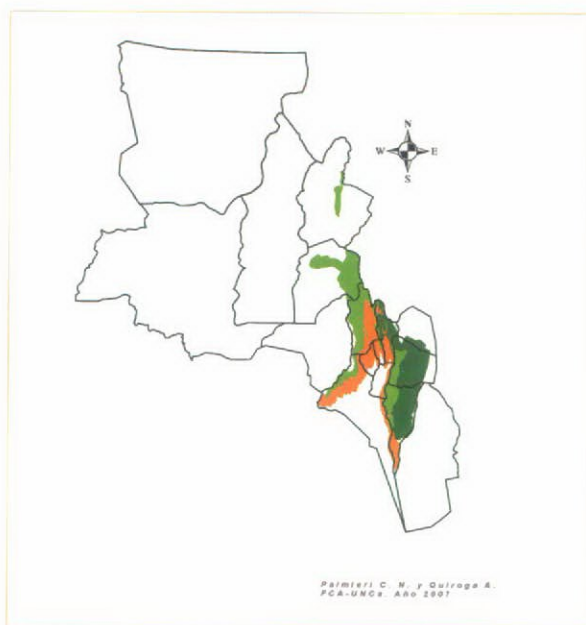 N
W E
S
Palmieri C. N. y Quiroga A.
FCA-UNCa. Año 2007